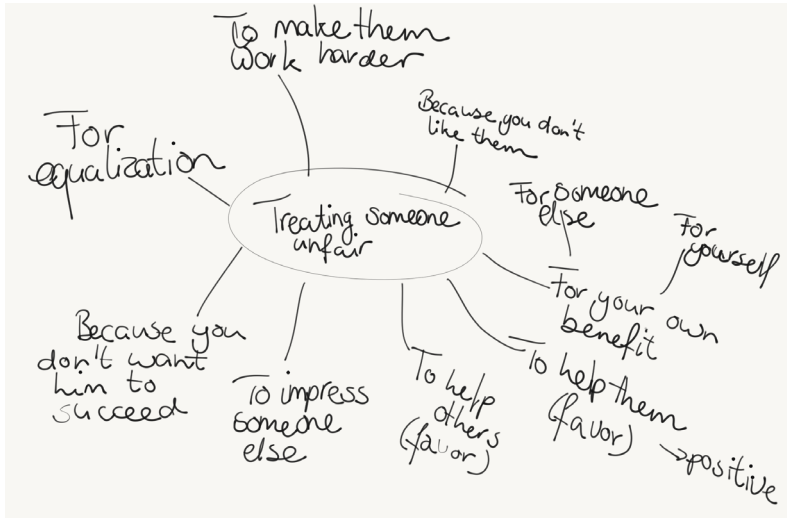 To make them
work harder
Because you don't
like them
For
equalization
For someone
else
For
yourself
Treating someone
unfair
For your own
benefit
Because you
don't want
him to
succeed
To impress
someone
else
To help
others
(favor)
To help them
(favor)
→positive